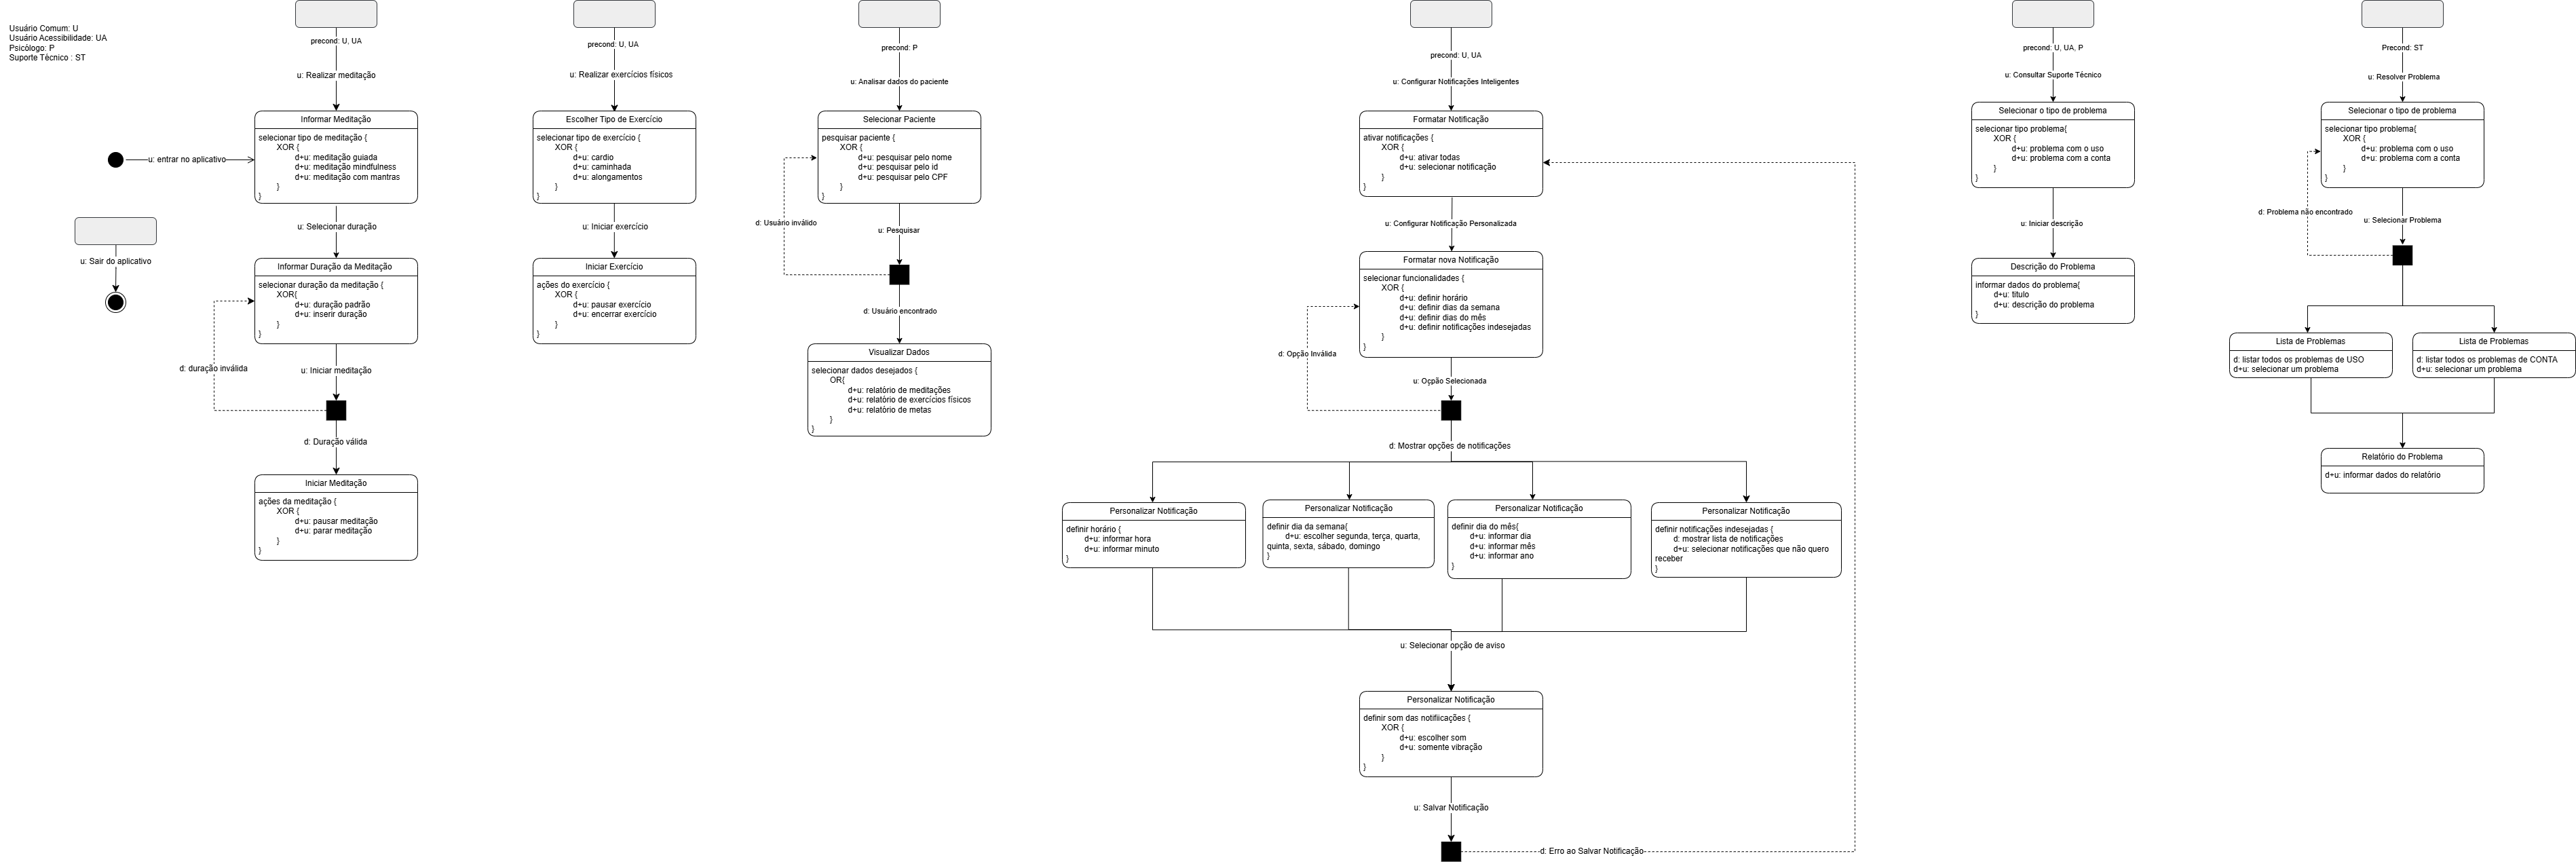 Usuário Comum: U
Usuário Acessibilidade: UA
Psicólogo: P
Suporte Técnico : ST
u: entrar no aplicativo
u: Sair do aplicativo
precond: U, UA
u: Realizar meditação
Informar Meditação
selecionar tipo de meditação {
XOR {
d+u: meditação guiada
d+u: meditação mindfulness
d+u: meditação com mantras
}
}
u: Selecionar duração
Informar Duração da Meditação
selecionar duração da meditação {
XOR{
d+u: duração padrão
d+u: inserir duração
}
}
d: duração inválida
u: Iniciar meditação
d: Duração válida
Iniciar Meditação
ações da meditação {
XOR {
d+u: pausar meditação
d+u: parar meditação
}
}
precond: U, UA
u: Realizar exercícios físicos
Escolher Tipo de Exercício
selecionar tipo de exercício {
XOR {
d+u: cardio
d+u: caminhada
d+u: alongamentos
}
}
u: Iniciar exercício
Iniciar Exercício
ações do exercício {
XOR {
d+u: pausar exercício
d+u: encerrar exercício
}
}
precond: P
u: Analisar dados do paciente
Selecionar Paciente
pesquisar paciente {
XOR {
d+u: pesquisar pelo nome
d+u: pesquisar pelo id
d+u: pesquisar pelo CPF
}
}
d: Usuário inválido
u: Pesquisar
d: Usuário encontrado
Visualizar Dados
selecionar dados desejados {
OR{
d+u: relatório de meditações
d+u: relatório de exercícios físicos
d+u: relatório de metas
}
}
precond: U, UA
u: Configurar Notificações Inteligentes
Formatar Notificação
ativar notificações {
XOR {
d+u: ativar todas
d+u: selecionar notificação
}
}
u: Configurar Notificação Personalizada
Formatar nova Notificação
selecionar funcionalidades {
XOR {
d+u: definir horário
d+u: definir dias da semana
d+u: definir dias do mês
d+u: definir notificações indesejadas
}
}
d: Opção Inválida
u: Oçpão Selecionada
d: Mostrar opções de notificações
Personalizar Notificação
definir horário {
d+u: informar hora
d+u: informar minuto
}
Personalizar Notificação
definir dia da semana{
d+u: escolher segunda, terça, quarta,
quinta, sexta, sábado, domingo
}
Personalizar Notificação
definir dia do mês{
d+u: informar dia
d+u: informar mês
d+u: informar ano
}
Personalizar Notificação
definir notificações indesejadas {
d: mostrar lista de notificações
d+u: selecionar notificações que não quero
receber
}
u: Selecionar opção de aviso
Personalizar Notificação
definir som das notifiicações {
XOR {
d+u: escolher som
d+u: somente vibração
}
}
u: Salvar Notificação
d: Erro ao Salvar Notificação
precond: U, UA, P
u: Consultar Suporte Técnico
Selecionar o tipo de problema
selecionar tipo problema{
XOR {
d+u: problema com o uso
d+u: problema com a conta
}
}
u: Iniciar descrição
Descrição do Problema
informar dados do problema{
d+u: título
d+u: descrição do problema
}
Precond: ST
u: Resolver Problema
Selecionar o tipo de problema
selecionar tipo problema{
XOR {
d+u: problema com o uso
d+u: problema com a conta
}
}
d: Problema não encontrado
u: Selecionar Problema
Lista de Problemas
d: listar todos os problemas de USO
d+u: selecionar um problema
Lista de Problemas
d: listar todos os problemas de CONTA
d+u: selecionar um problema
Relatório do Problema
d+u: informar dados do relatório